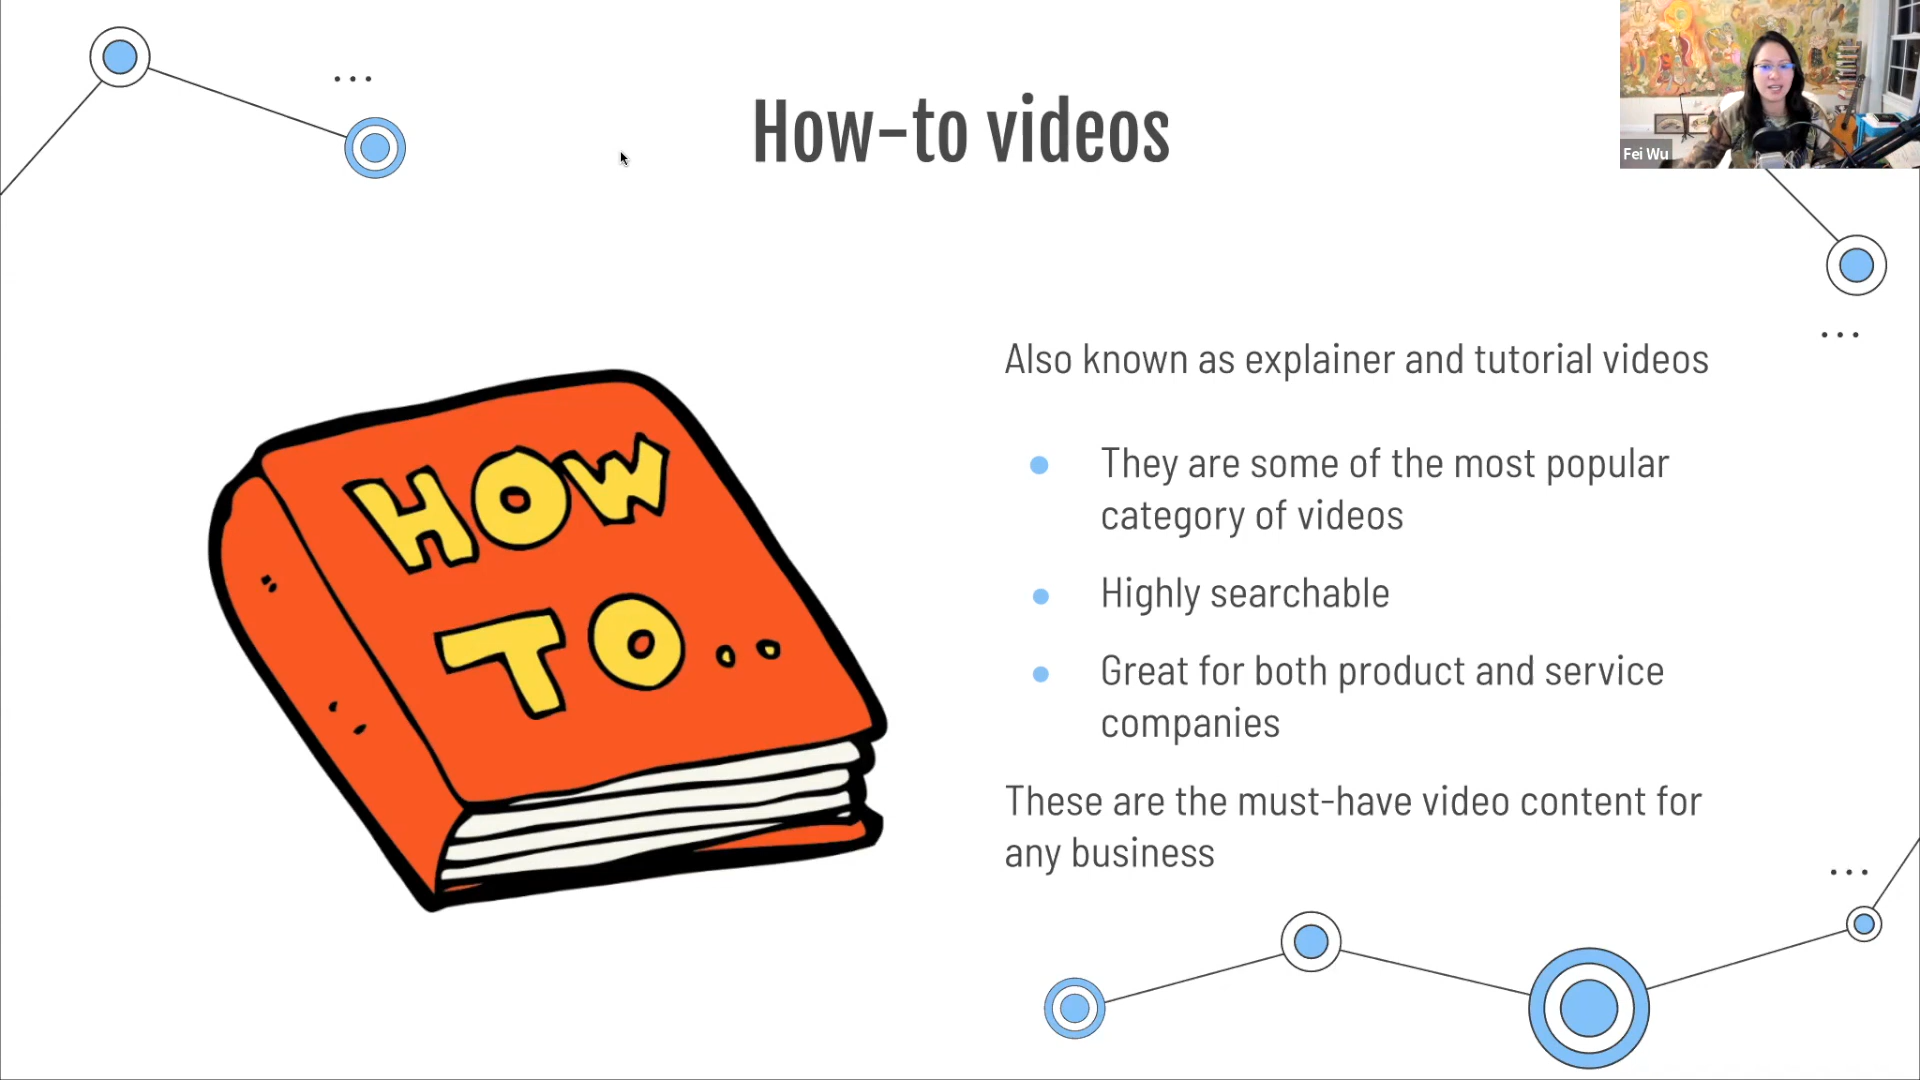 How-to videos
Fei Wu
HOW
TO..
Also known as explainer and tutorial videos
They are some of the most popular
category of videos
Highly searchable
Great for both product and service
companies
These are the must-have video content for
any business